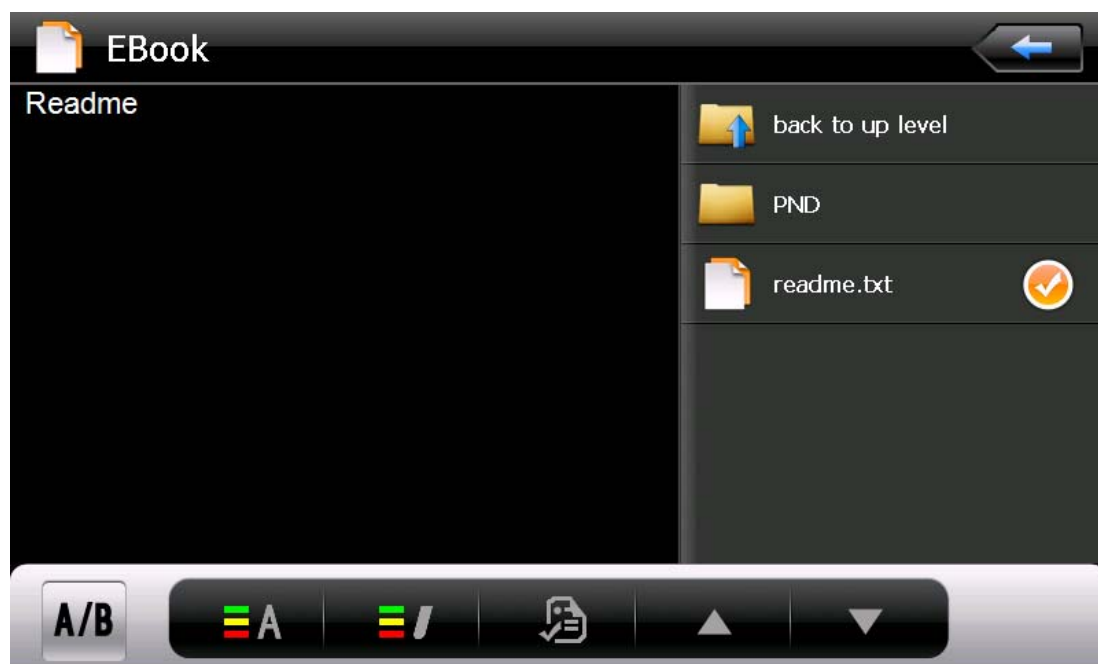 EBook
Readme
back to up level
PND
readme.txt
A/B
A